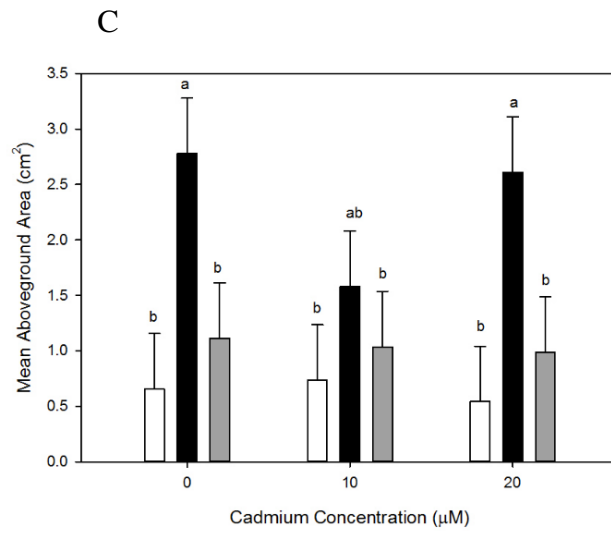 C
3.5
3.0
2.5
2.0
1.5
1.0
0.5
0.0
Mean Aboveground Area (cm²)
b
a
b
b
ab
b
b
a
b
0
10
20
Cadmium Concentration (μM)